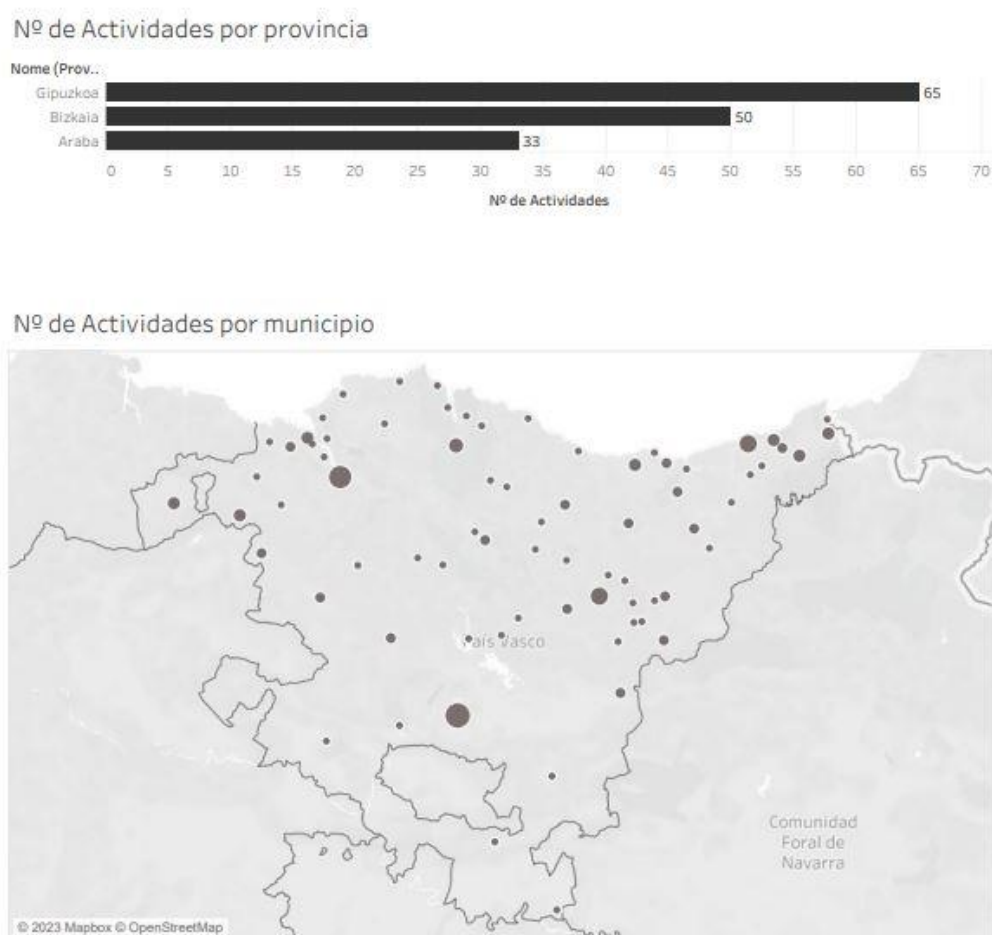 Nº de Actividades por provincia
Nome (Prov..
Gipuzkoa 65
Bizkaia 50
Araba 33
0 5 10 15 20 25 30 35 40 45 50 55 60 65 70
Nº de Actividades
Nº de Actividades por municipio
País Vasco
Comunidad
Foral de
Navarra
© 2023 Mapbox © OpenStreetMap